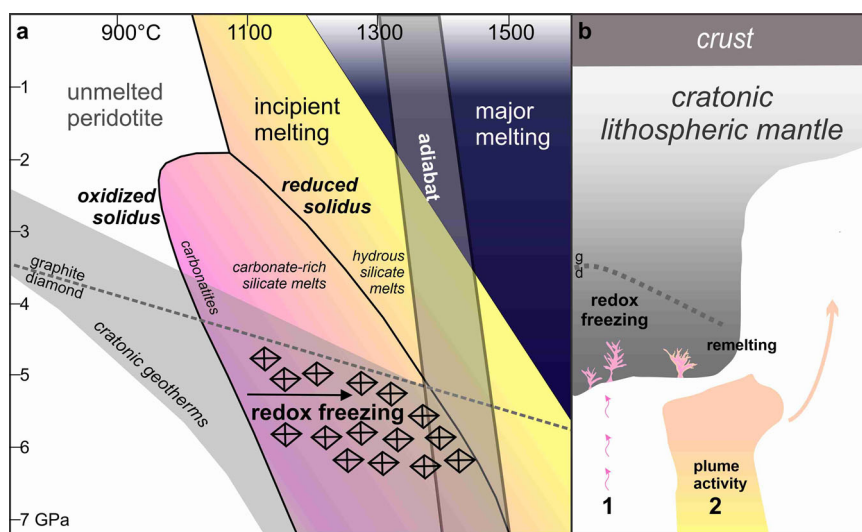 a
900°C
1100
1300
1500
1
2
3
4
5
6
7 GPa
unmelted
peridotite
incipient
melting
major
melting
adiabat
oxidized
solidus
reduced
solidus
carbonatites
carbonate-rich
silicate melts
hydrous
silicate
melts
graphite
diamond
cratonic geotherms
redox freezing
b
crust
cratonic
lithospheric mantle
g
d
redox
freezing
remelting
plume
activity
1
2